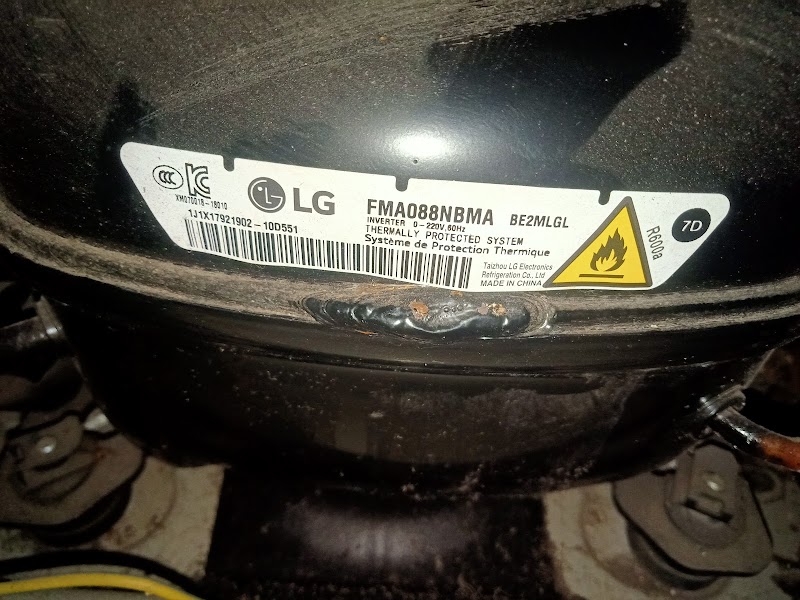 CCC
KC
XM070018-18010
1J1X17921902-10D551
LG
FMA088NBMA BE2MLGL
INVERTER 0-220V,60Hz
THERMALLY PROTECTED SYSTEM
Système de Protection Thermique
Taizhou LG Electronics
Refrigeration Co., Ltd
MADE IN CHINA
R600a
7D